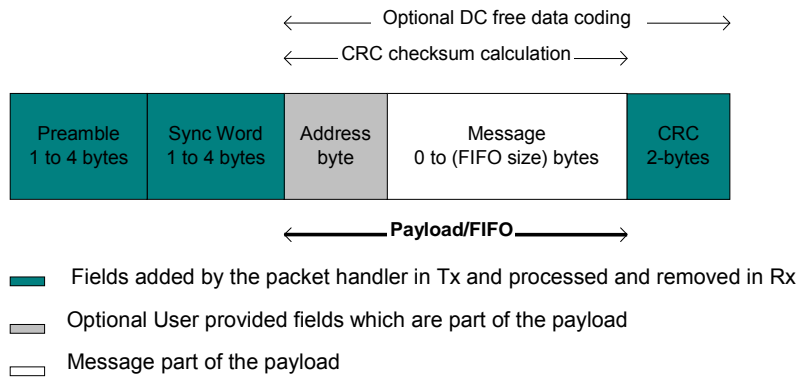 Optional DC free data coding
CRC checksum calculation
Preamble
1 to 4 bytes
Sync Word
1 to 4 bytes
Address
byte
Message
0 to (FIFO size) bytes
CRC
2-bytes
Payload/FIFO
Fields added by the packet handler in Tx and processed and removed in Rx
Optional User provided fields which are part of the payload
Message part of the payload